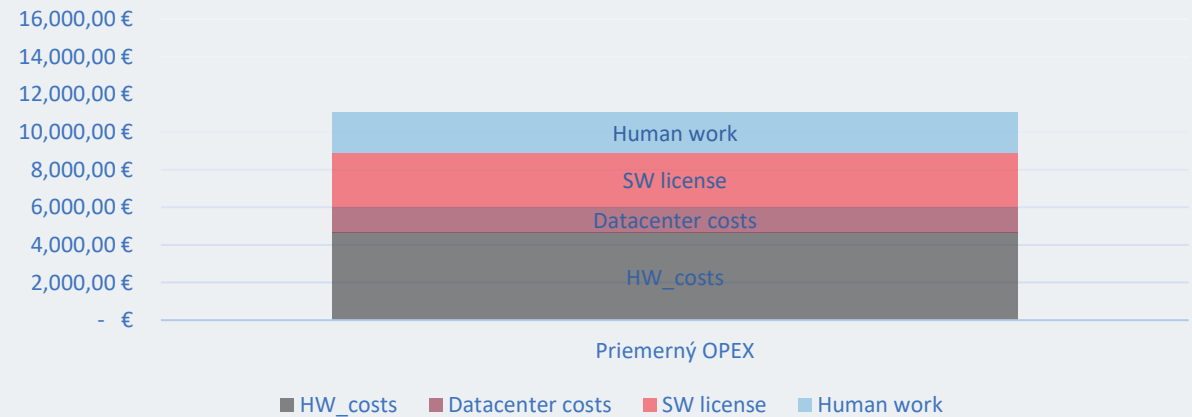 16,000,00 €
14,000,00 €
12,000,00 €
10,000,00 €
8,000,00 €
6,000,00 €
4,000,00 €
2,000,00 €
- €
Human work
SW license
Datacenter costs
HW_costs
Priemerný OPEX
HW_costs Datacenter costs SW license Human work